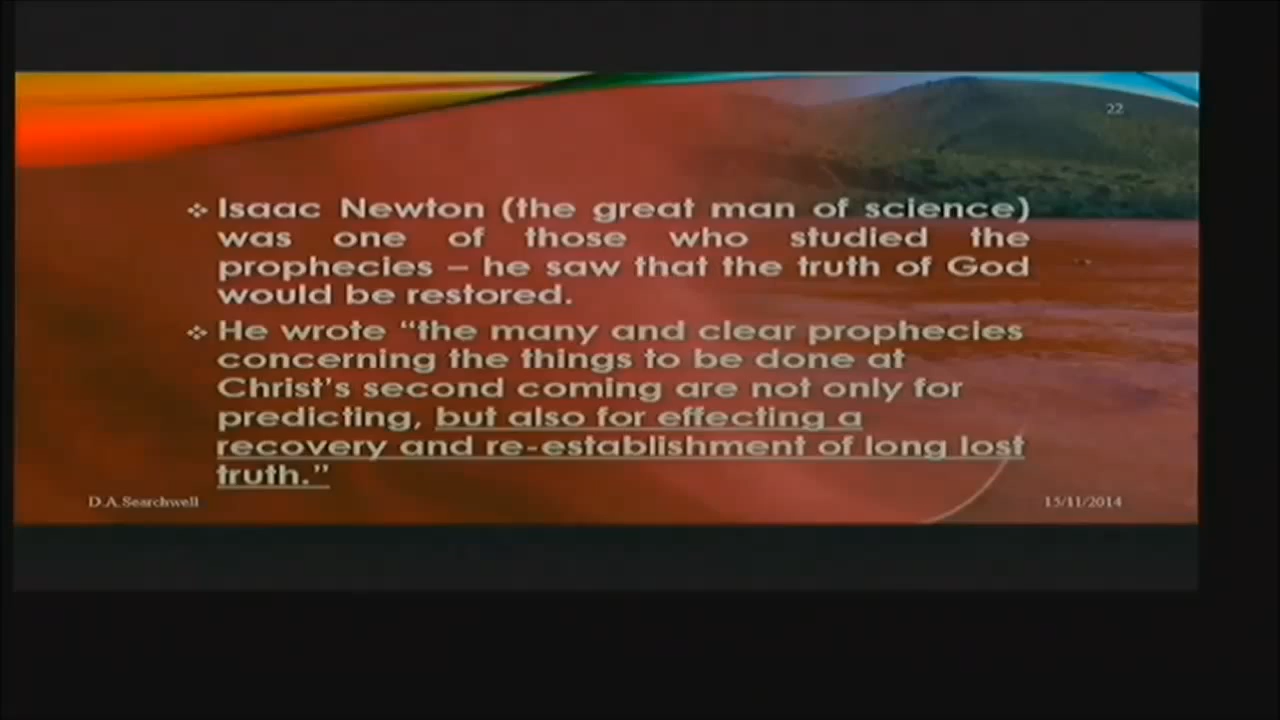 22
❖ Isaac Newton (the great man of science)
was one of those who studied the
prophecies – he saw that the truth of God
would be restored.
❖ He wrote “the many and clear prophecies
concerning the things to be done at
Christ’s second coming are not only for
predicting, but also for effecting a
recovery and re-establishment of long lost
truth.”
D.A.Searchwell
15/11/2014